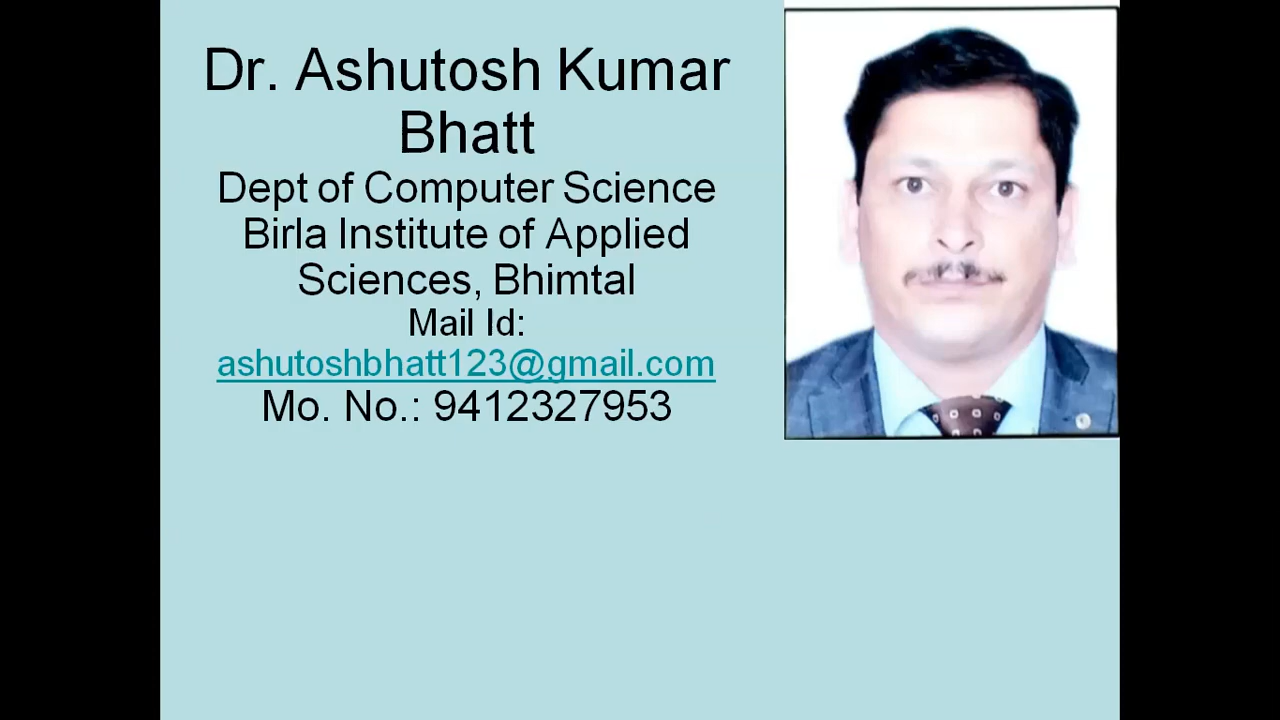 Dr. Ashutosh Kumar
Bhatt
Dept of Computer Science
Birla Institute of Applied
Sciences, Bhimtal
Mail Id:
ashutoshbhatt123@gmail.com
Mo. No.: 9412327953